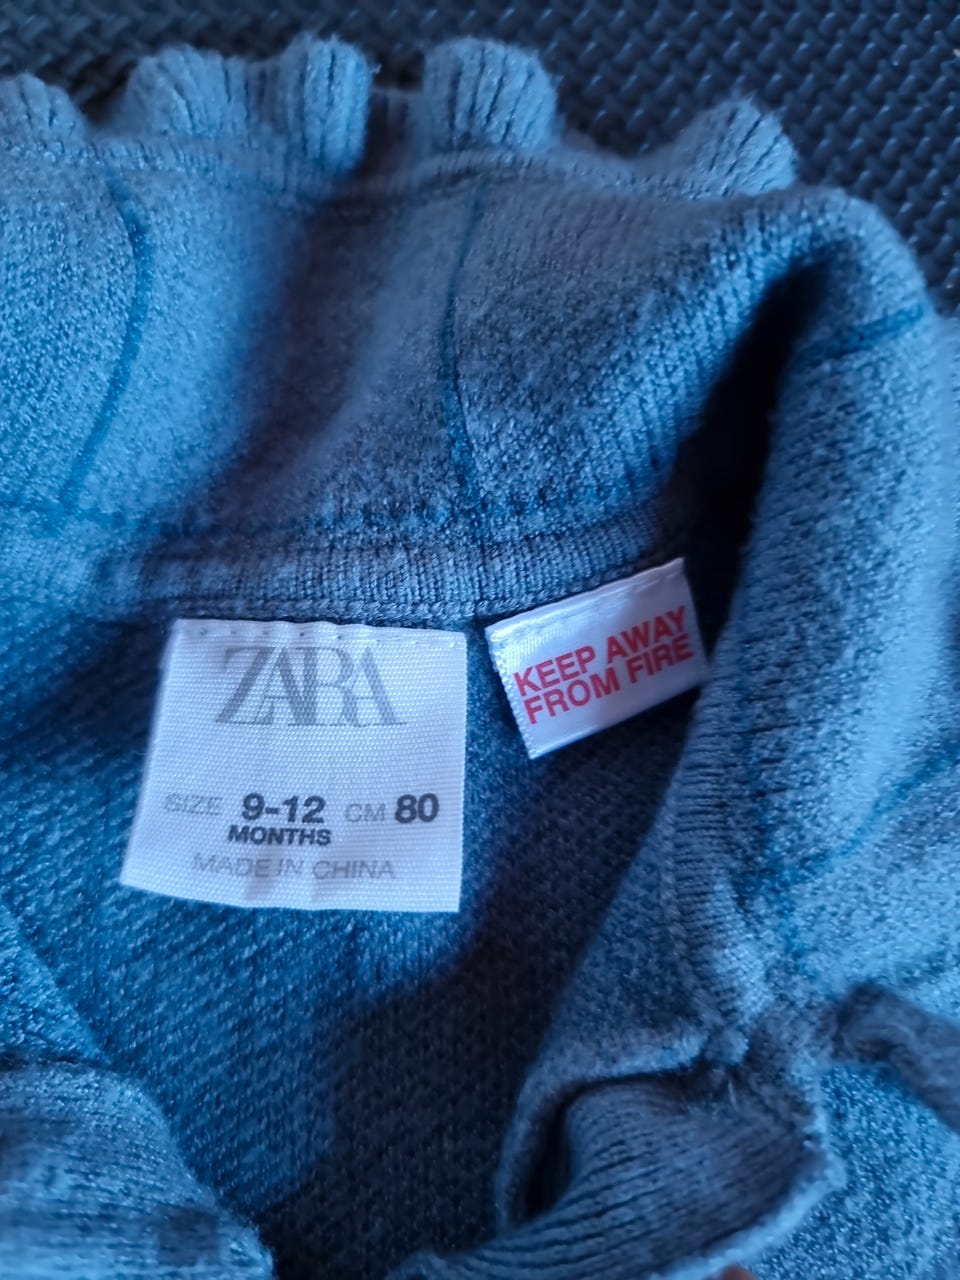 ZARA
SIZE 9-12 CM 80
MONTHS
MADE IN CHINA
KEEP AWAY
FROM FIRE